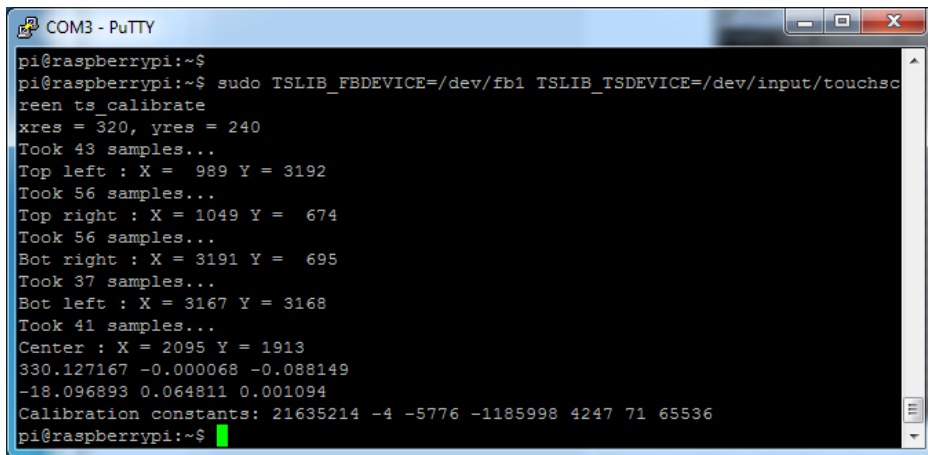 COM3 - PuTTY
pi@raspberrypi:~$
pi@raspberrypi:~$ sudo TSLIB_FBDEVICE=/dev/fb1 TSLIB_TSDEVICE=/dev/input/touchsc
reen ts_calibrate
xres = 320, yres = 240
Took 43 samples...
Top left : X =  989 Y = 3192
Took 56 samples...
Top right : X = 1049 Y =  674
Took 56 samples...
Bot right : X = 3191 Y =  695
Took 37 samples...
Bot left : X = 3167 Y = 3168
Took 41 samples...
Center : X = 2095 Y = 1913
330.127167 -0.000068 -0.088149
-18.096893 0.064811 0.001094
Calibration constants: 21635214 -4 -5776 -1185998 4247 71 65536
pi@raspberrypi:~$